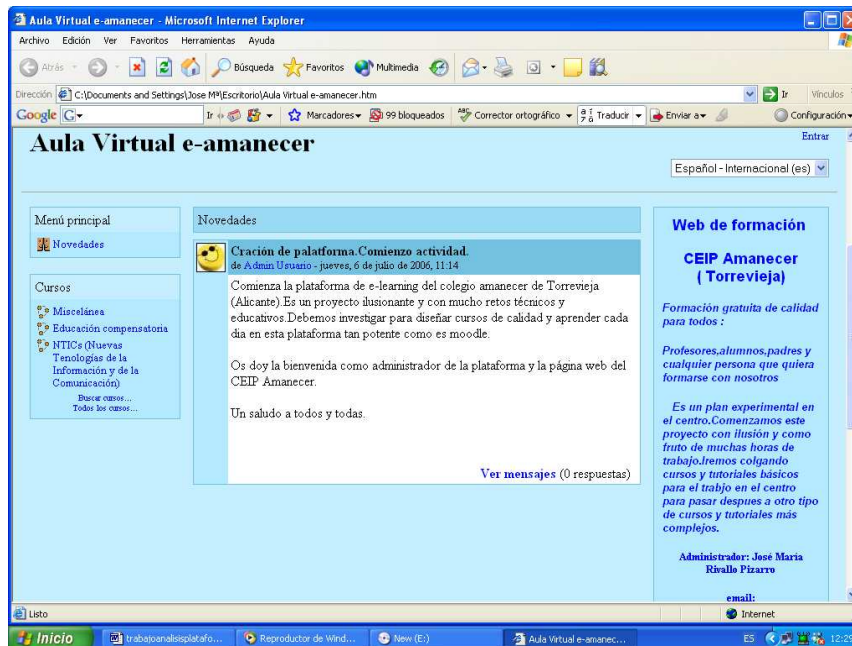 Aula Virtual e-amanecer - Microsoft Internet Explorer
Archivo Edición Ver Favoritos Herramientas Ayuda
Atrás Búsqueda Favoritos Multimedia
Dirección C:\Documents and Settings\Jose Mª\Escritorio\Aula Virtual e-amanecer.htm Ir Vínculos
Google G Ir Marcadores 99 bloqueados ABC Corrector ortográfico Traducir Enviar a Configuración
Aula Virtual e-amanecer
Entrar
Español - Internacional (es)
Menú principal
Novedades
Cursos
Miscelánea
Educación compensatoria
NTICs (Nuevas
Tenologías de la
Información y de la
Comunicación)
Buscar cursos...
Todos los cursos...
Novedades
Cración de palatforma.Comienzo actividad.
de Admin Usuario - jueves, 6 de julio de 2006, 11:14
Comienza la plataforma de e-learning del colegio amanecer de Torrevieja
(Alicante).Es un proyecto ilusionante y con mucho retos técnicos y
educativos.Debemos investigar para diseñar cursos de calidad y aprender cada
dia en esta plataforma tan potente como es moodle.
Os doy la bienvenida como administrador de la plataforma y la página web del
CEIP Amanecer.
Un saludo a todos y todas.
Ver mensajes (0 respuestas)
Web de formación
CEIP Amanecer
( Torrevieja)
Formación gratuita de calidad
para todos :
Profesores,alumnos,padres y
cualquier persona que quiera
formarse con nosotros
Es un plan experimental en
el centro.Comenzamos este
proyecto con ilusión y como
fruto de muchas horas de
trabajo.Iremos colgando
cursos y tutoriales básicos
para el trabjo en el centro
para pasar despues a otro tipo
de cursos y tutoriales más
complejos.
Administrador: José María
Rivallo Pizarro
email:
Listo Internet
Inicio trabajoanalisisplatafo... Reproductor de Wind... New (E:) Aula Virtual e-amanec... ES 12:29